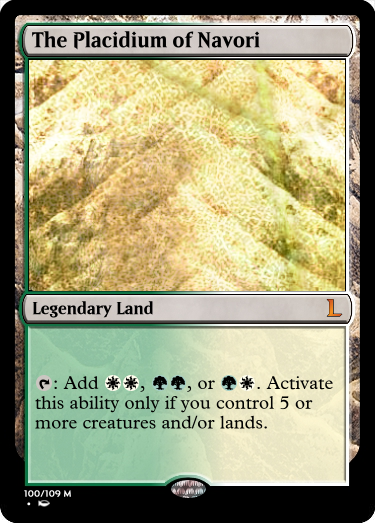 The Placidium of Navori
Legendary Land
L
: Add , , or . Activate
this ability only if you control 5 or
more creatures and/or lands.
100/109 M